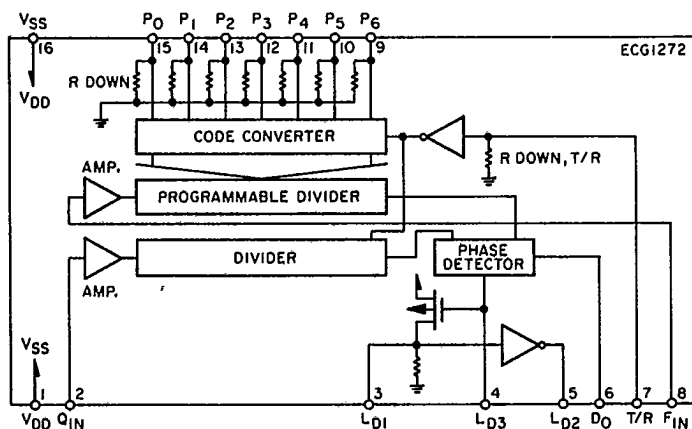 VSS P0 P1 P2 P3 P4 P5 P6
16 15 14 13 12 11 10 9 ECG1272
R DOWN
VDD
CODE CONVERTER
R DOWN, T/R
AMP.
PROGRAMMABLE DIVIDER
DIVIDER
PHASE DETECTOR
AMP.
VSS
1 2 3 4 5 6 7 8
VDD QIN LD1 LD3 LD2 DO T/R FIN